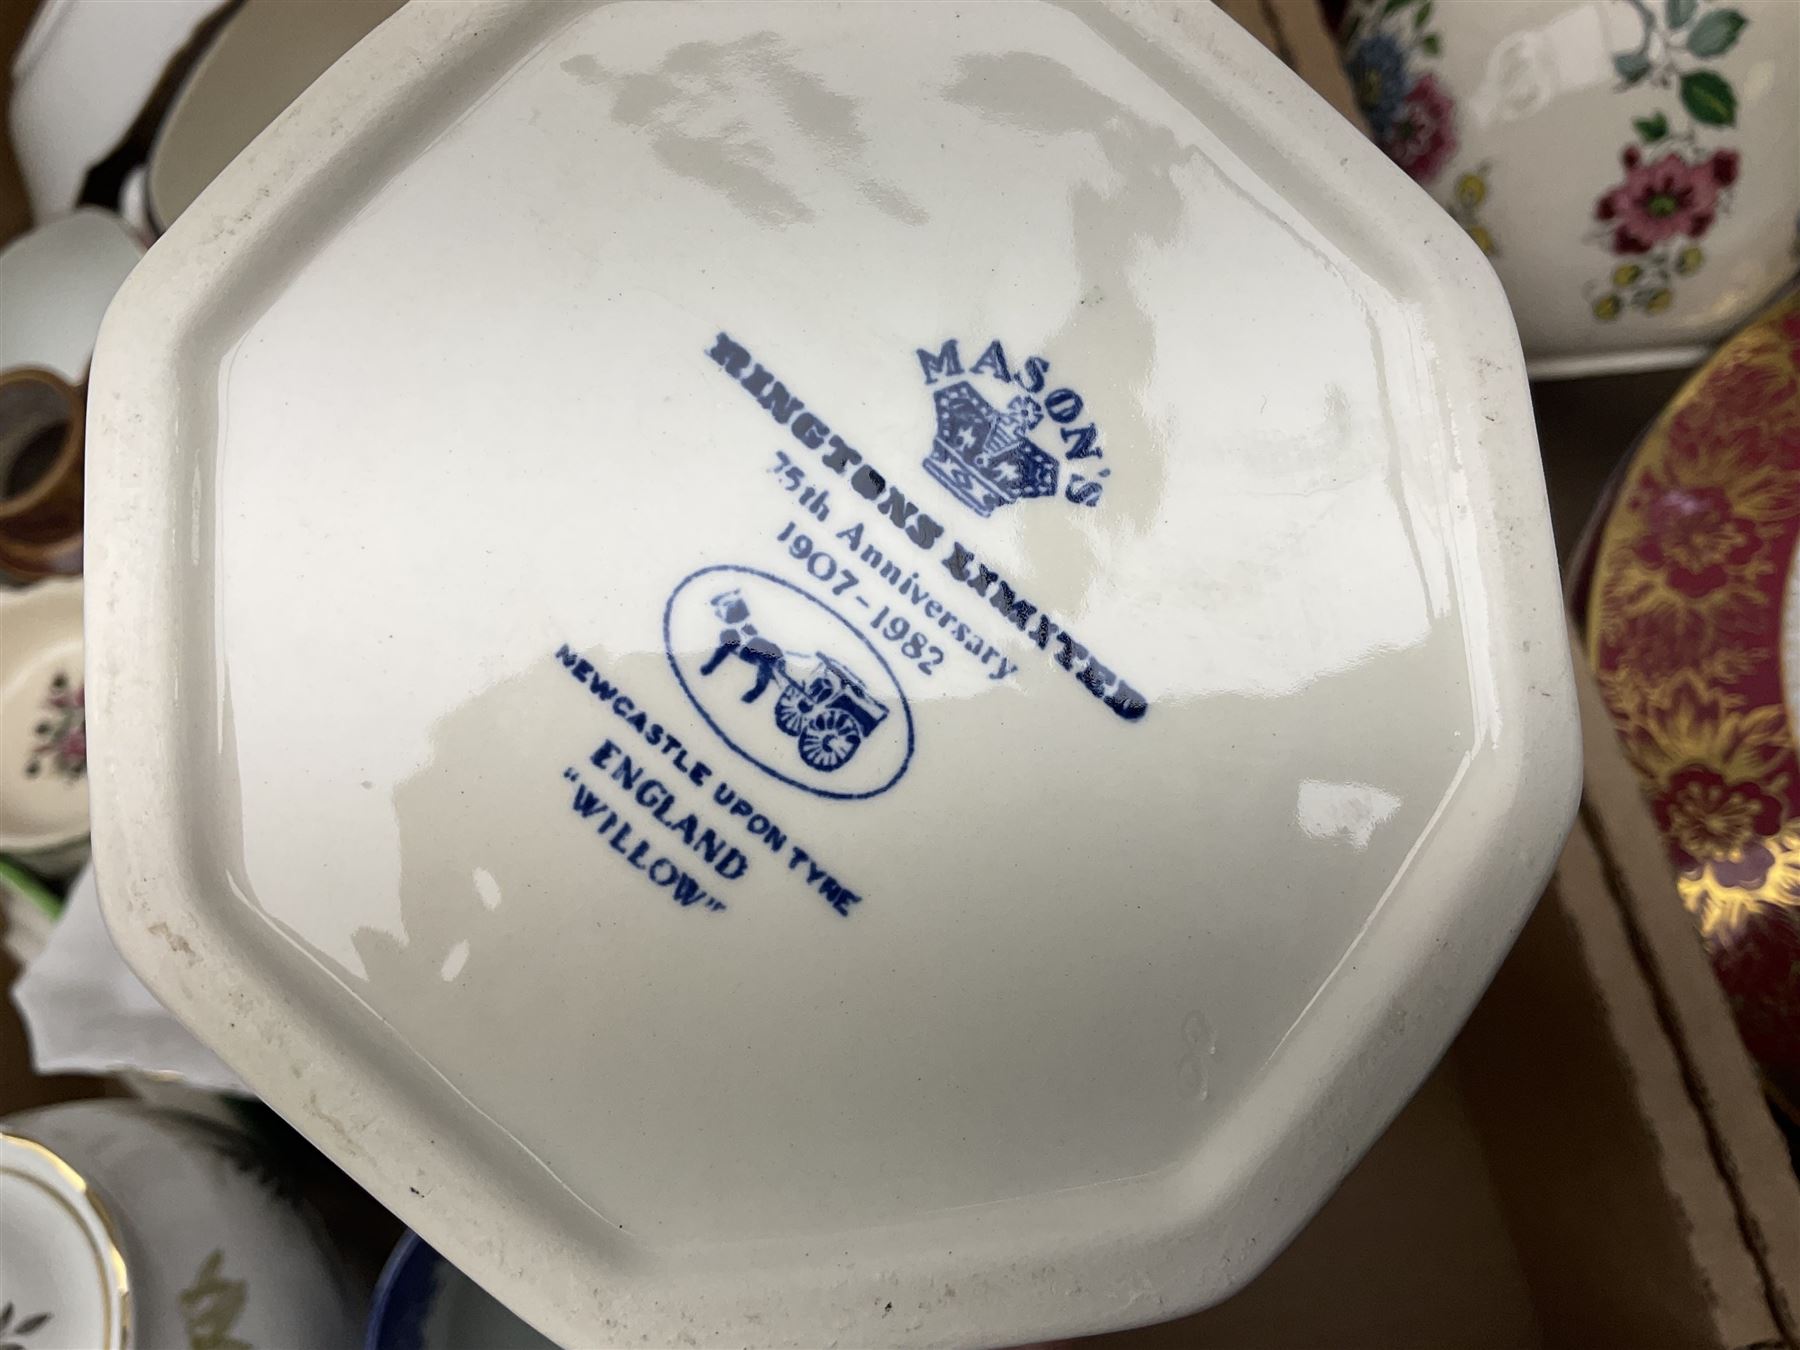 MASON'S
RINGTONS LIMITED
75th Anniversary
1907-1982
NEWCASTLE UPON TYNE
ENGLAND
"WILLOW"